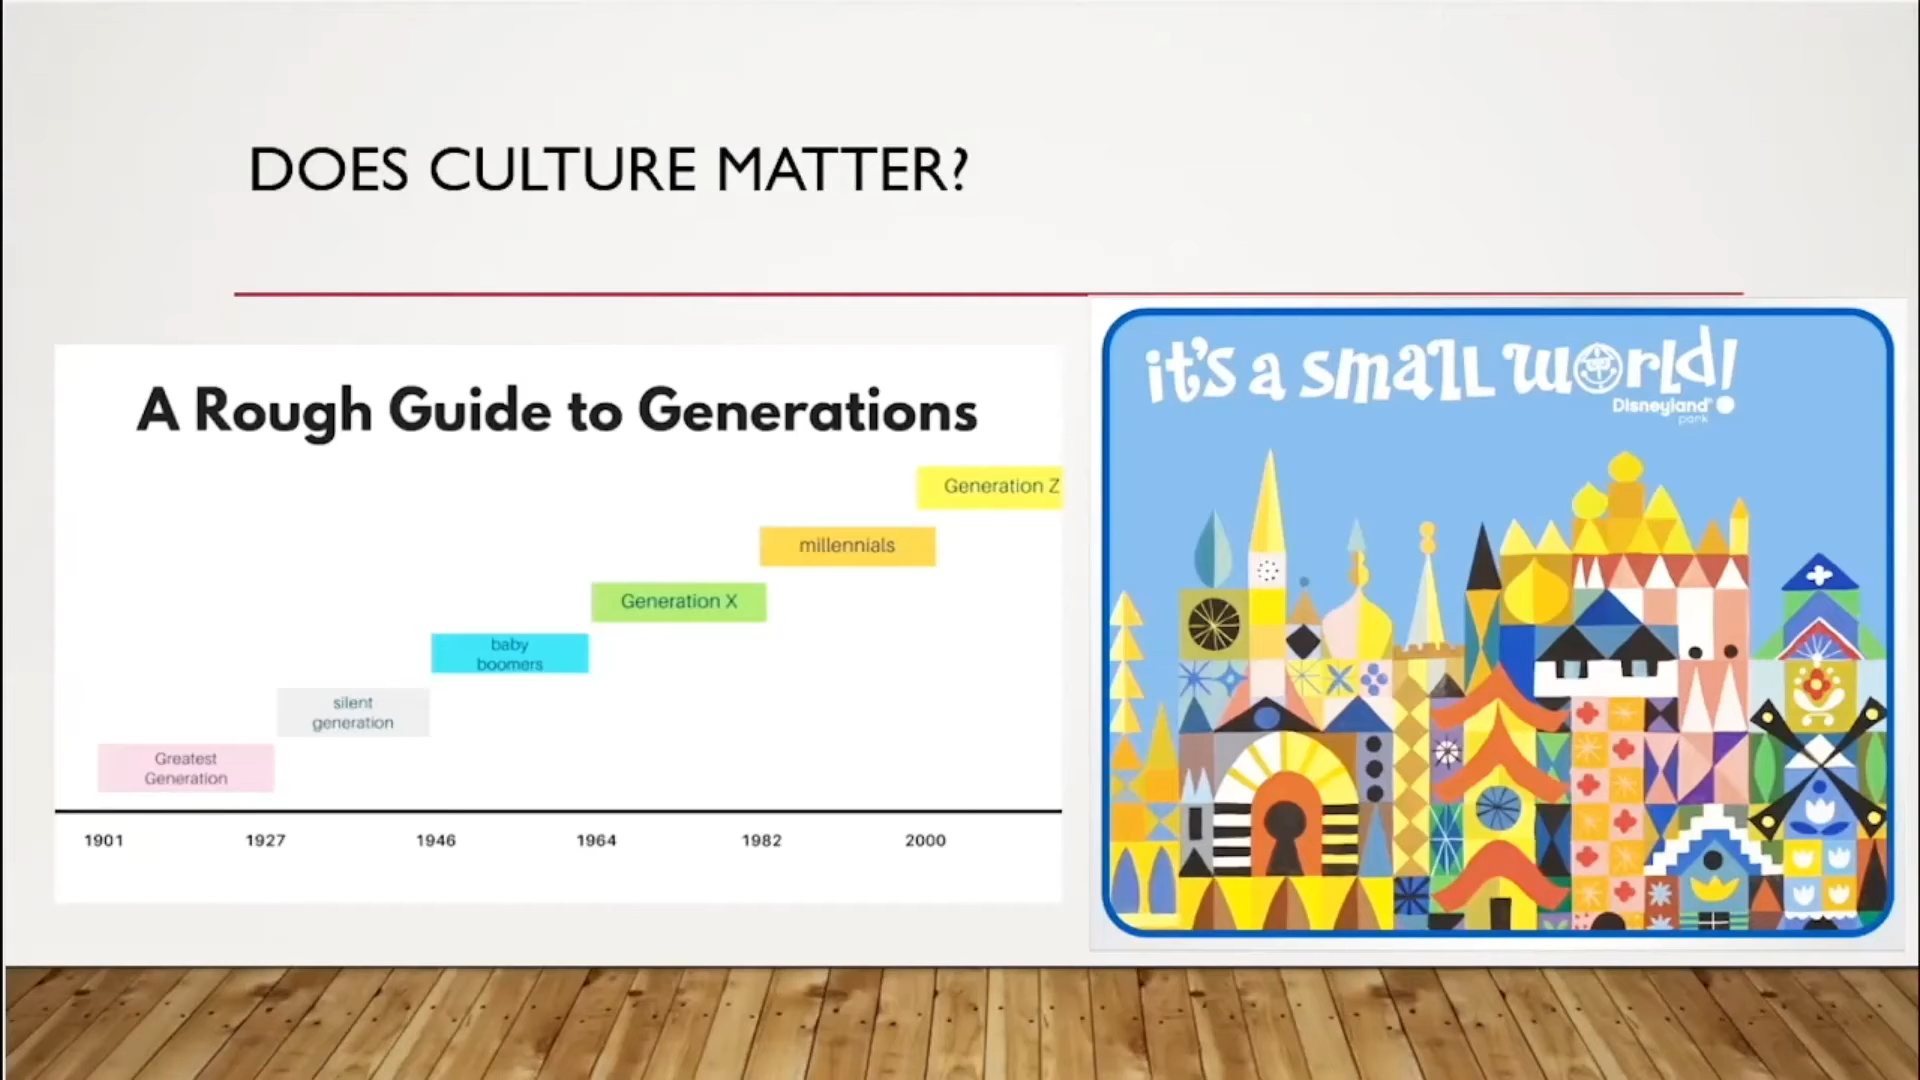 DOES CULTURE MATTER?
A Rough Guide to Generations
Generation Z
millennials
Generation X
baby
boomers
silent
generation
Greatest
Generation
1901 1927 1946 1964 1982 2000
it's a small world!
Disneyland
park